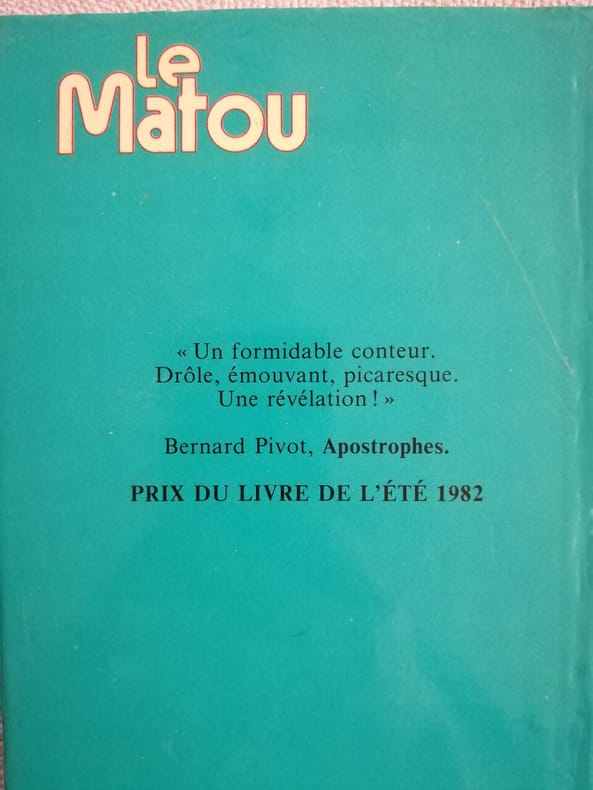 Le
Matou
« Un formidable conteur.
Drôle, émouvant, picaresque.
Une révélation ! »
Bernard Pivot, Apostrophes.
PRIX DU LIVRE DE L'ÉTÉ 1982